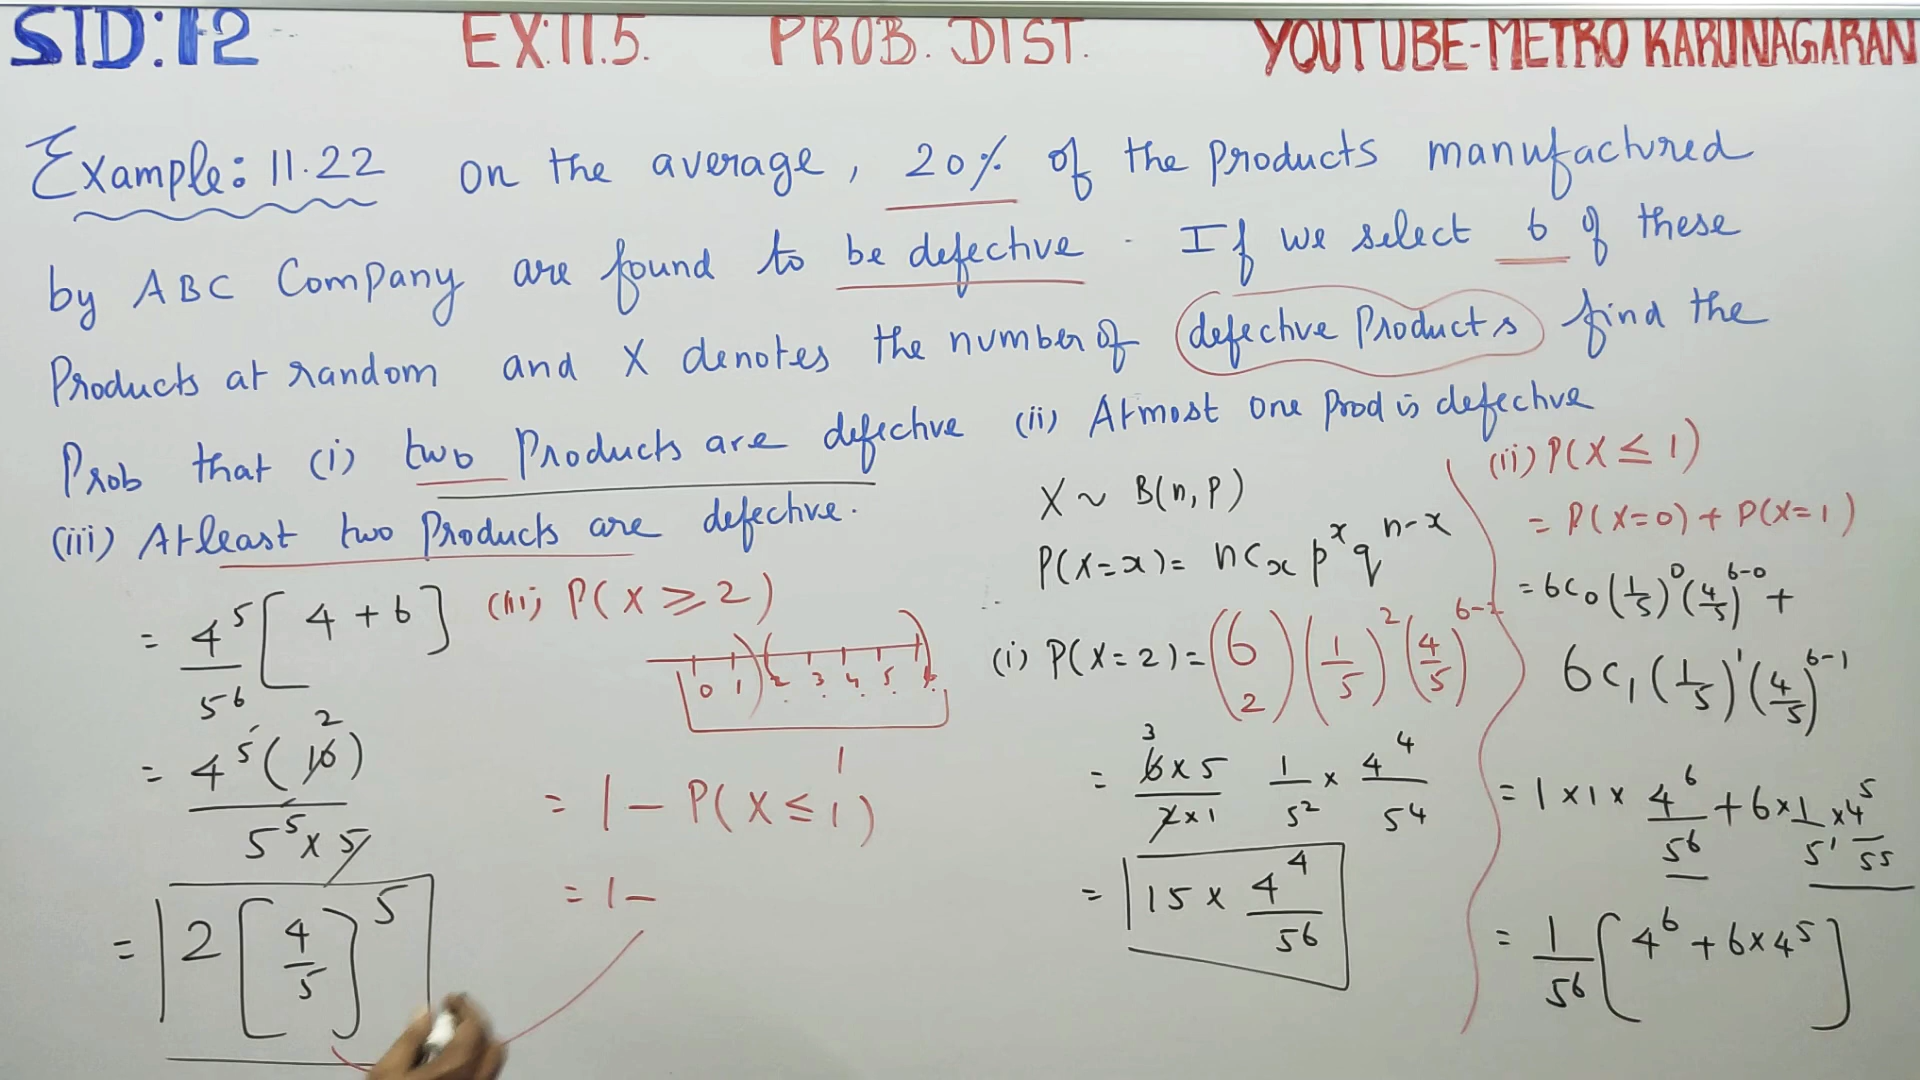 STD:12 EX:11.5. PROB. DIST. YOUTUBE-METRO KARUNAGARAN
Example: 11.22 on the average, 20% of the products manufactured
by ABC Company are found to be defective. If we select 6 of these
Products at random and X denotes the number of defective Products find the
Prob that (i) two Products are defective (ii) Atmost one Prod is defective
(iii) Atleast two Products are defective.
X ~ B(n, P)
P(X=x) = nCx p^x q^(n-x)
(i) P(X=2) = (6 2) (1/5)^2 (4/5)^6-2
= 6×5/2×1 1/5^2 × 4^4/5^4 3
= 15 × 4^4/5^6
(ii) P(X ≤ 1)
= P(X=0) + P(X=1)
= 6C0 (1/5)^0 (4/5)^6-0 +
6C1 (1/5)^1 (4/5)^6-1
= 1×1× 4^6/5^6 + 6×1/5^1 ×4^5/5^5
= 1/5^6 [4^6 + 6×4^5]
= 4^5/5^6 [4+6]
= 4^5(10)/5^5×5 2
= 2[4/5]^5
(iii) P(X ≥ 2)
0 1 2 3 4 5 6
1
= 1 − P(X ≤ 1)
= 1 −